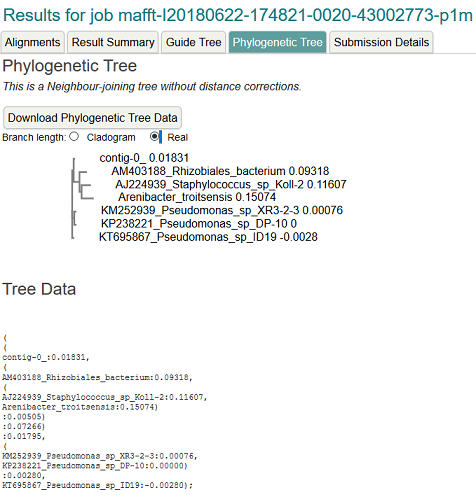 Results for job mafft-I20180622-174821-0020-43002773-p1m
Alignments Result Summary Guide Tree Phylogenetic Tree Submission Details
Phylogenetic Tree
This is a Neighbour-joining tree without distance corrections.
Download Phylogenetic Tree Data
Branch length: Cladogram Real
contig-0_ 0.01831
AM403188_Rhizobiales_bacterium 0.09318
AJ224939_Staphylococcus_sp_Koll-2 0.11607
Arenibacter_troitsensis 0.15074
KM252939_Pseudomonas_sp_XR3-2-3 0.00076
KP238221_Pseudomonas_sp_DP-10 0
KT695867_Pseudomonas_sp_ID19 -0.0028
Tree Data
(
(
contig-0_:0.01831,
(
AM403188_Rhizobiales_bacterium:0.09318,
(
AJ224939_Staphylococcus_sp_Koll-2:0.11607,
Arenibacter_troitsensis:0.15074)
:0.00505)
:0.07266)
:0.01795,
(
KM252939_Pseudomonas_sp_XR3-2-3:0.00076,
KP238221_Pseudomonas_sp_DP-10:0.00000)
:0.00280,
KT695867_Pseudomonas_sp_ID19:-0.00280);